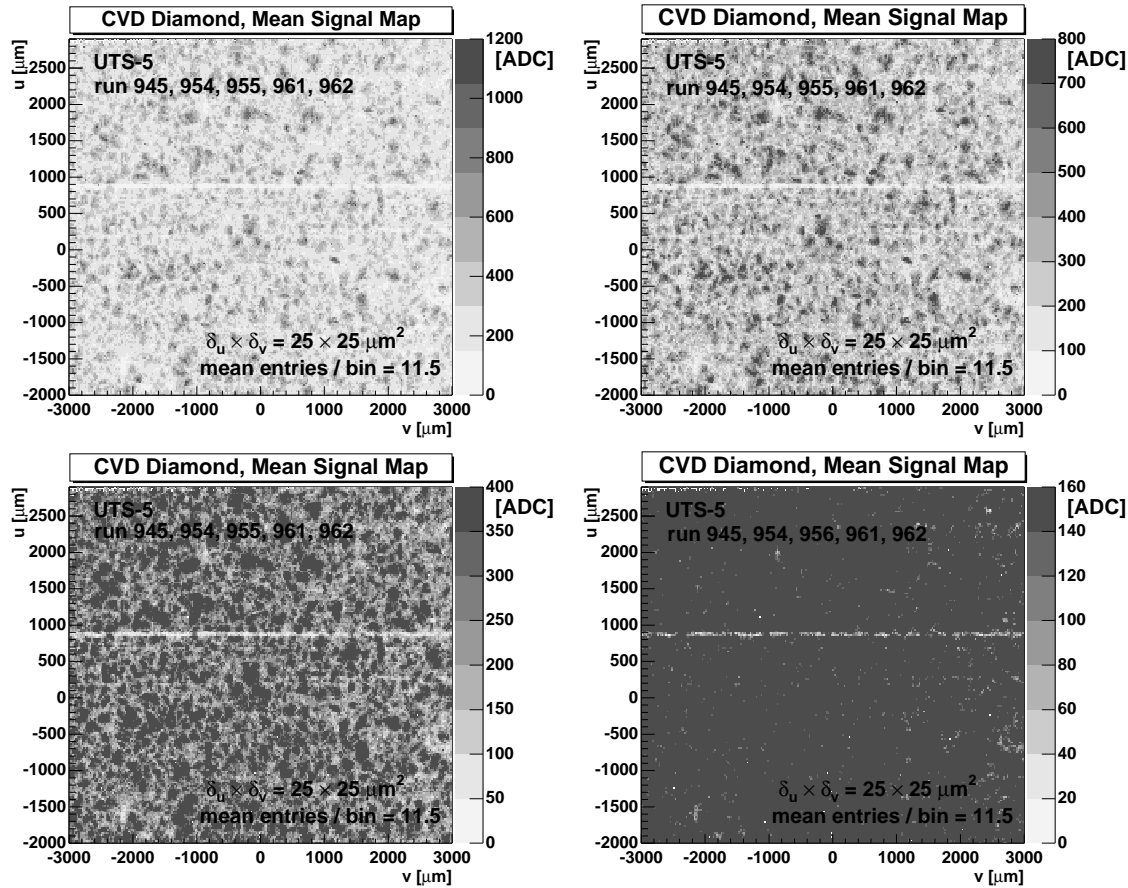 CVD Diamond, Mean Signal Map
u [μm]
2500
2000
1500
1000
500
0
-500
-1000
-1500
-2000
UTS-5
run 945, 954, 955, 961, 962
δu × δv = 25 × 25 μm2
mean entries / bin = 11.5
-3000 -2000 -1000 0 1000 2000 3000
v [μm]
1200
[ADC]
1000
800
600
400
200
0
CVD Diamond, Mean Signal Map
u [μm]
2500
2000
1500
1000
500
0
-500
-1000
-1500
-2000
UTS-5
run 945, 954, 955, 961, 962
δu × δv = 25 × 25 μm2
mean entries / bin = 11.5
-3000 -2000 -1000 0 1000 2000 3000
v [μm]
800
[ADC]
700
600
500
400
300
200
100
0
CVD Diamond, Mean Signal Map
u [μm]
2500
2000
1500
1000
500
0
-500
-1000
-1500
-2000
UTS-5
run 945, 954, 955, 961, 962
δu × δv = 25 × 25 μm2
mean entries / bin = 11.5
-3000 -2000 -1000 0 1000 2000 3000
v [μm]
400
[ADC]
350
300
250
200
150
100
50
0
CVD Diamond, Mean Signal Map
u [μm]
2500
2000
1500
1000
500
0
-500
-1000
-1500
-2000
UTS-5
run 945, 954, 956, 961, 962
δu × δv = 25 × 25 μm2
mean entries / bin = 11.5
-3000 -2000 -1000 0 1000 2000 3000
v [μm]
160
[ADC]
140
120
100
80
60
40
20
0